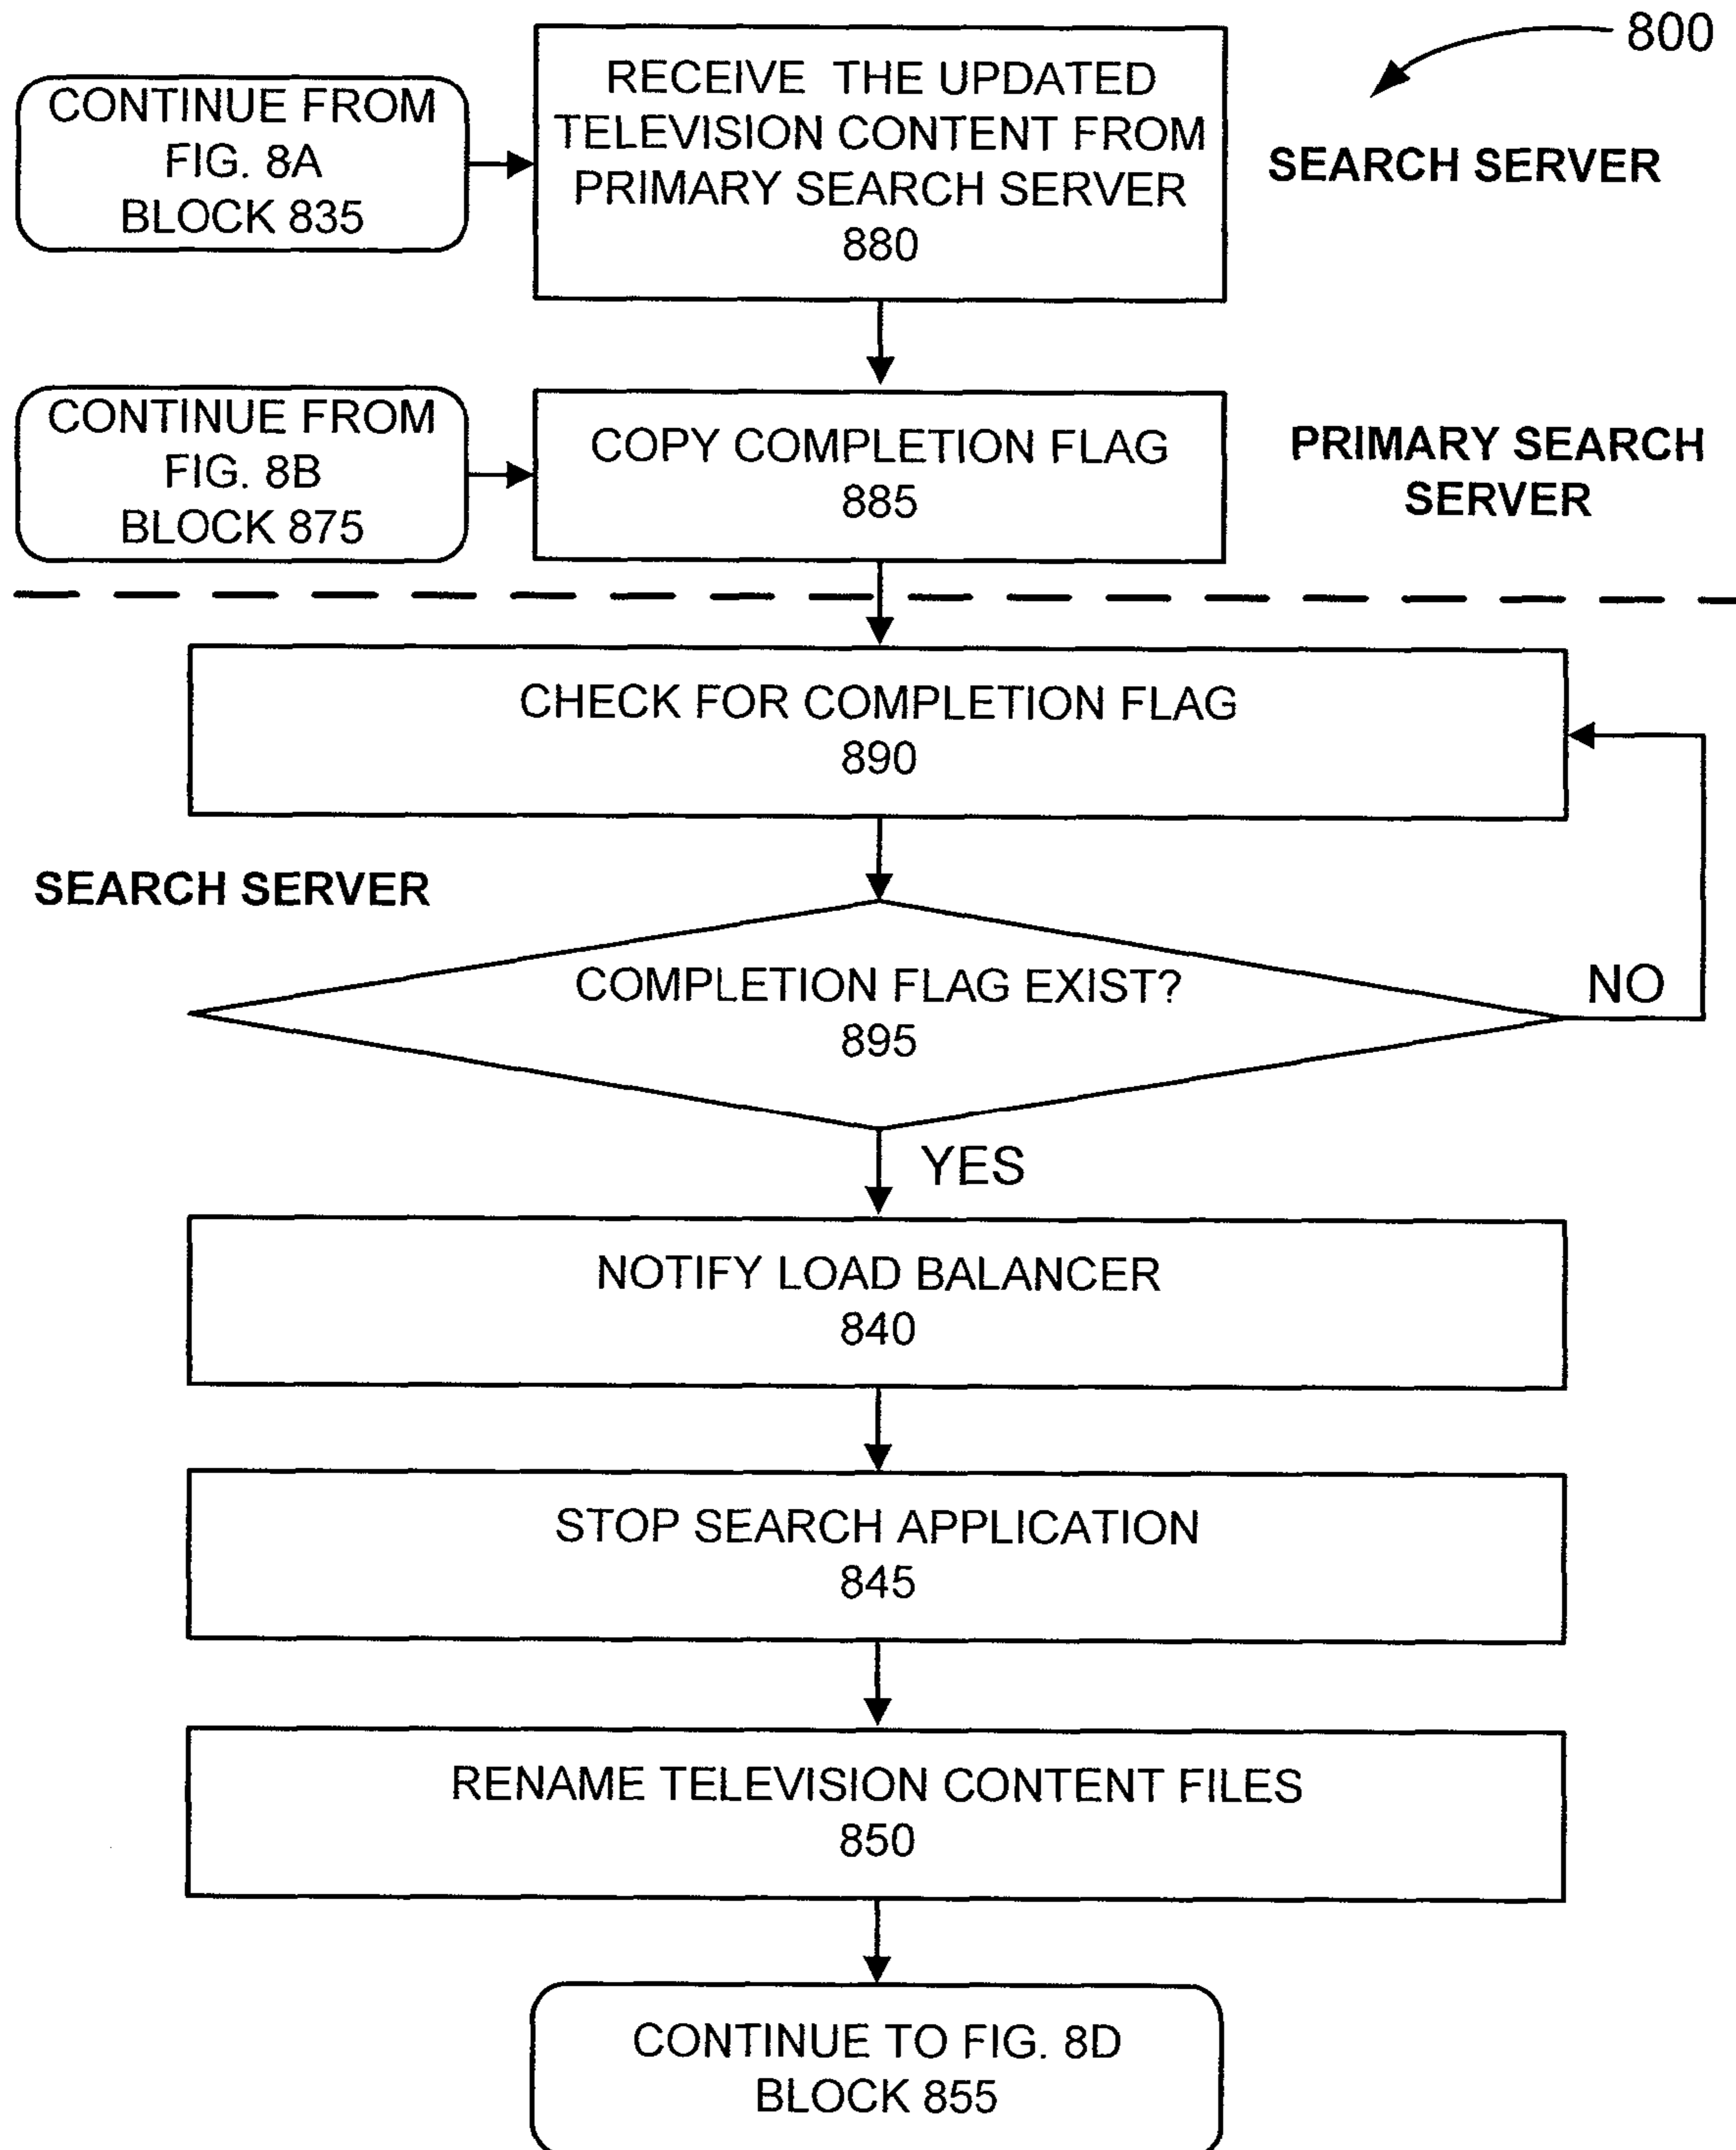 800
CONTINUE FROM
FIG. 8A
BLOCK 835
RECEIVE THE UPDATED
TELEVISION CONTENT FROM
PRIMARY SEARCH SERVER
880
SEARCH SERVER
CONTINUE FROM
FIG. 8B
BLOCK 875
COPY COMPLETION FLAG
885
PRIMARY SEARCH
SERVER
CHECK FOR COMPLETION FLAG
890
SEARCH SERVER
COMPLETION FLAG EXIST?
895
NO
YES
NOTIFY LOAD BALANCER
840
STOP SEARCH APPLICATION
845
RENAME TELEVISION CONTENT FILES
850
CONTINUE TO FIG. 8D
BLOCK 855